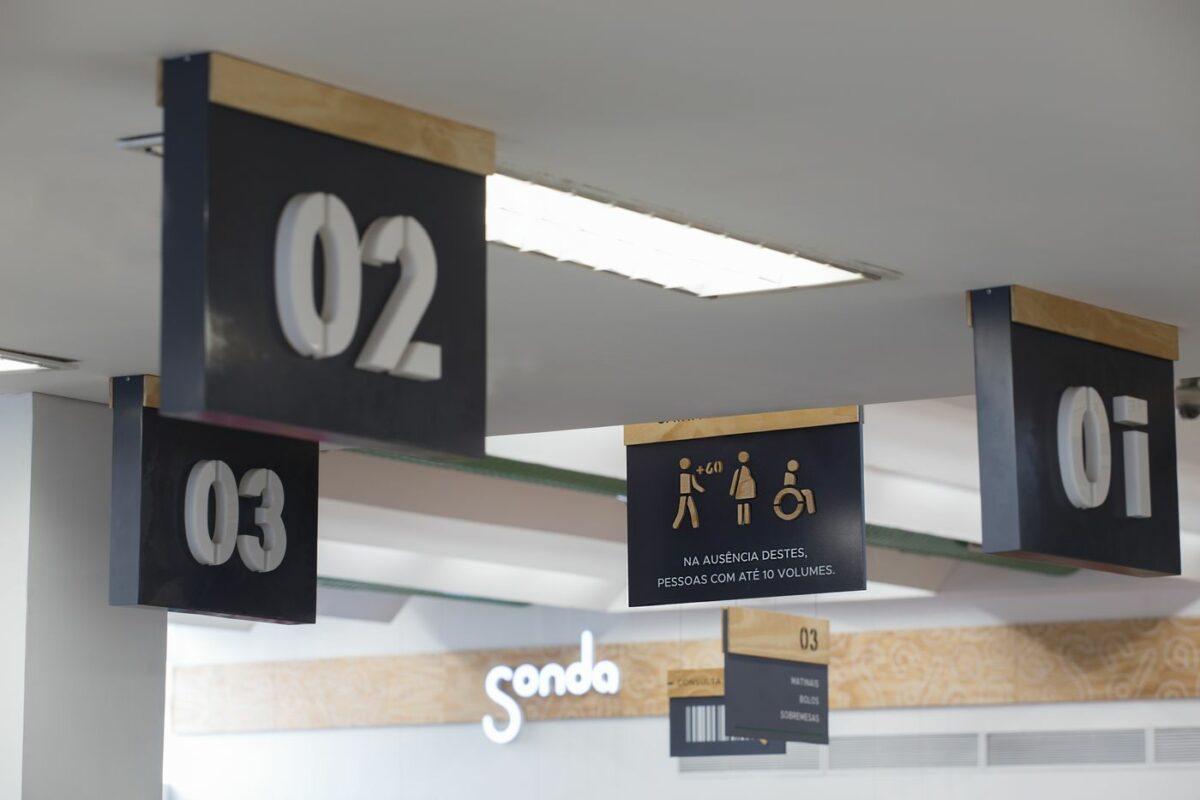 02
01
03
+60
NA AUSÊNCIA DESTES,
PESSOAS COM ATÉ 10 VOLUMES.
Sonda
CONSULTA
03
MATINAIS
BOLOS
SOBREMESAS